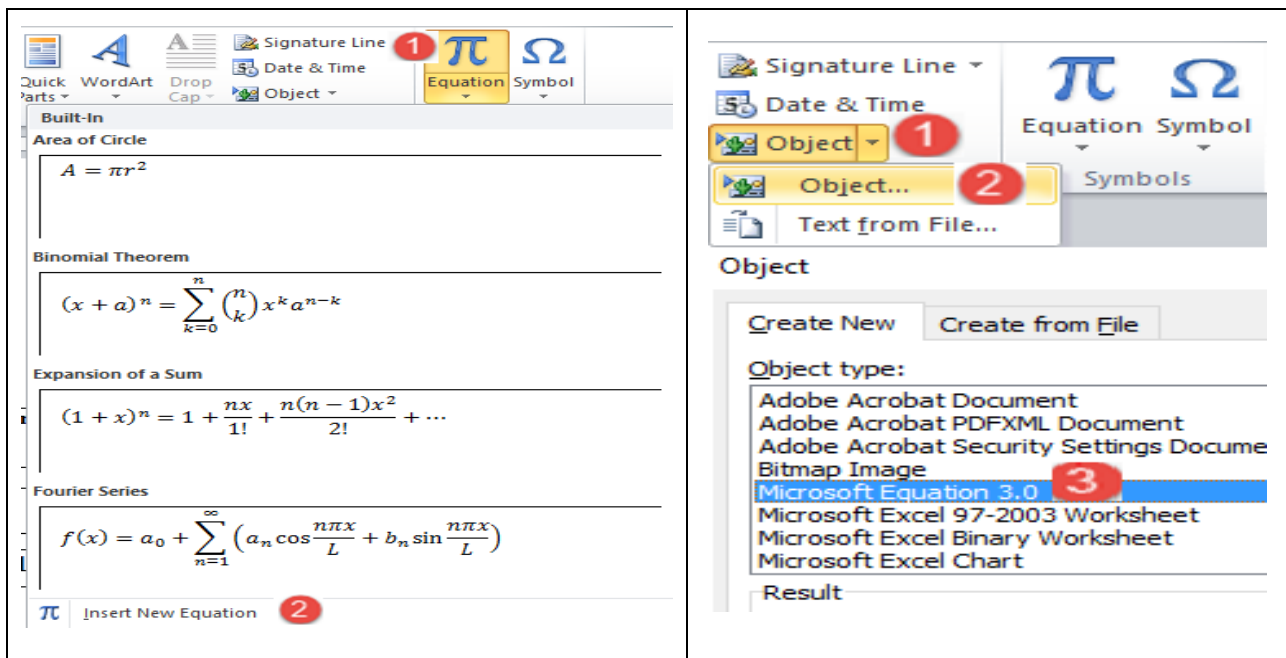 Quick Parts WordArt Drop Cap
Signature Line
Date & Time
Object
1
π
Equation
Ω
Symbol
Built-In
Area of Circle
A = πr²
Binomial Theorem
(x + a)ⁿ = ∑_{k=0}^{n} (n k) xᵏaⁿ⁻ᵏ
Expansion of a Sum
(1 + x)ⁿ = 1 + nx/1! + n(n − 1)x²/2! + ⋯
Fourier Series
f(x) = a₀ + ∑_{n=1}^{∞} (aₙ cos nπx/L + bₙ sin nπx/L)
π Insert New Equation 2
Signature Line
Date & Time
Object 1
π
Equation
Ω
Symbol
Symbols
Object... 2
Text from File...
Object
Create New Create from File
Object type:
Adobe Acrobat Document
Adobe Acrobat PDFXML Document
Adobe Acrobat Security Settings Docume
Bitmap Image
Microsoft Equation 3.0 3
Microsoft Excel 97-2003 Worksheet
Microsoft Excel Binary Worksheet
Microsoft Excel Chart
Result